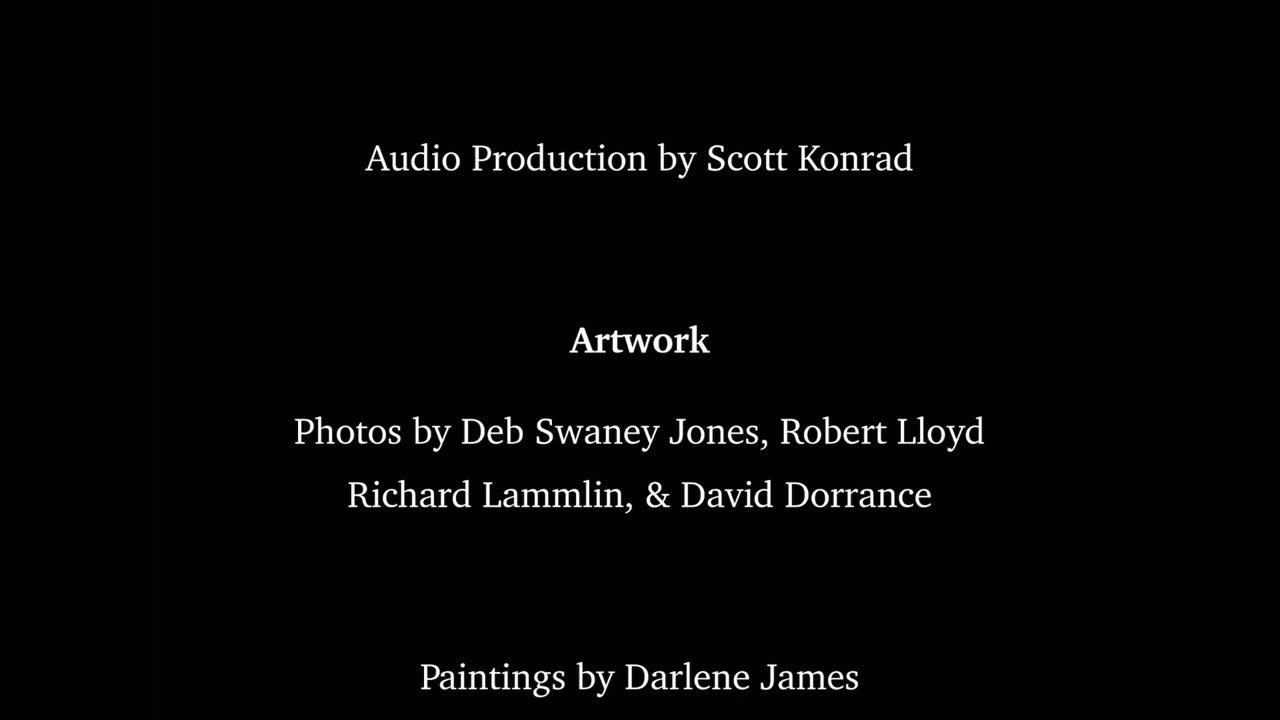 Audio Production by Scott Konrad
Artwork
Photos by Deb Swaney Jones, Robert Lloyd
Richard Lammlin, & David Dorrance
Paintings by Darlene James